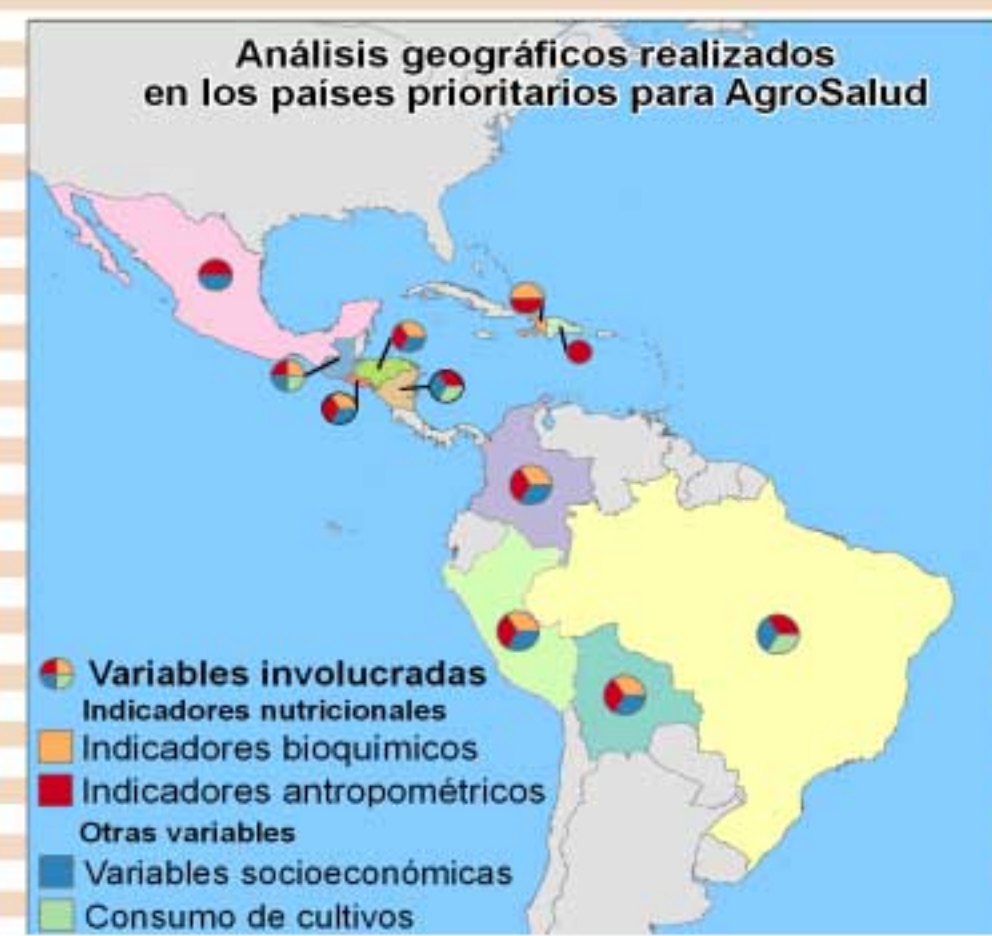 Análisis geográficos realizados
en los países prioritarios para AgroSalud
Variables involucradas
Indicadores nutricionales
Indicadores bioquimicos
Indicadores antropométricos
Otras variables
Variables socioeconómicas
Consumo de cultivos